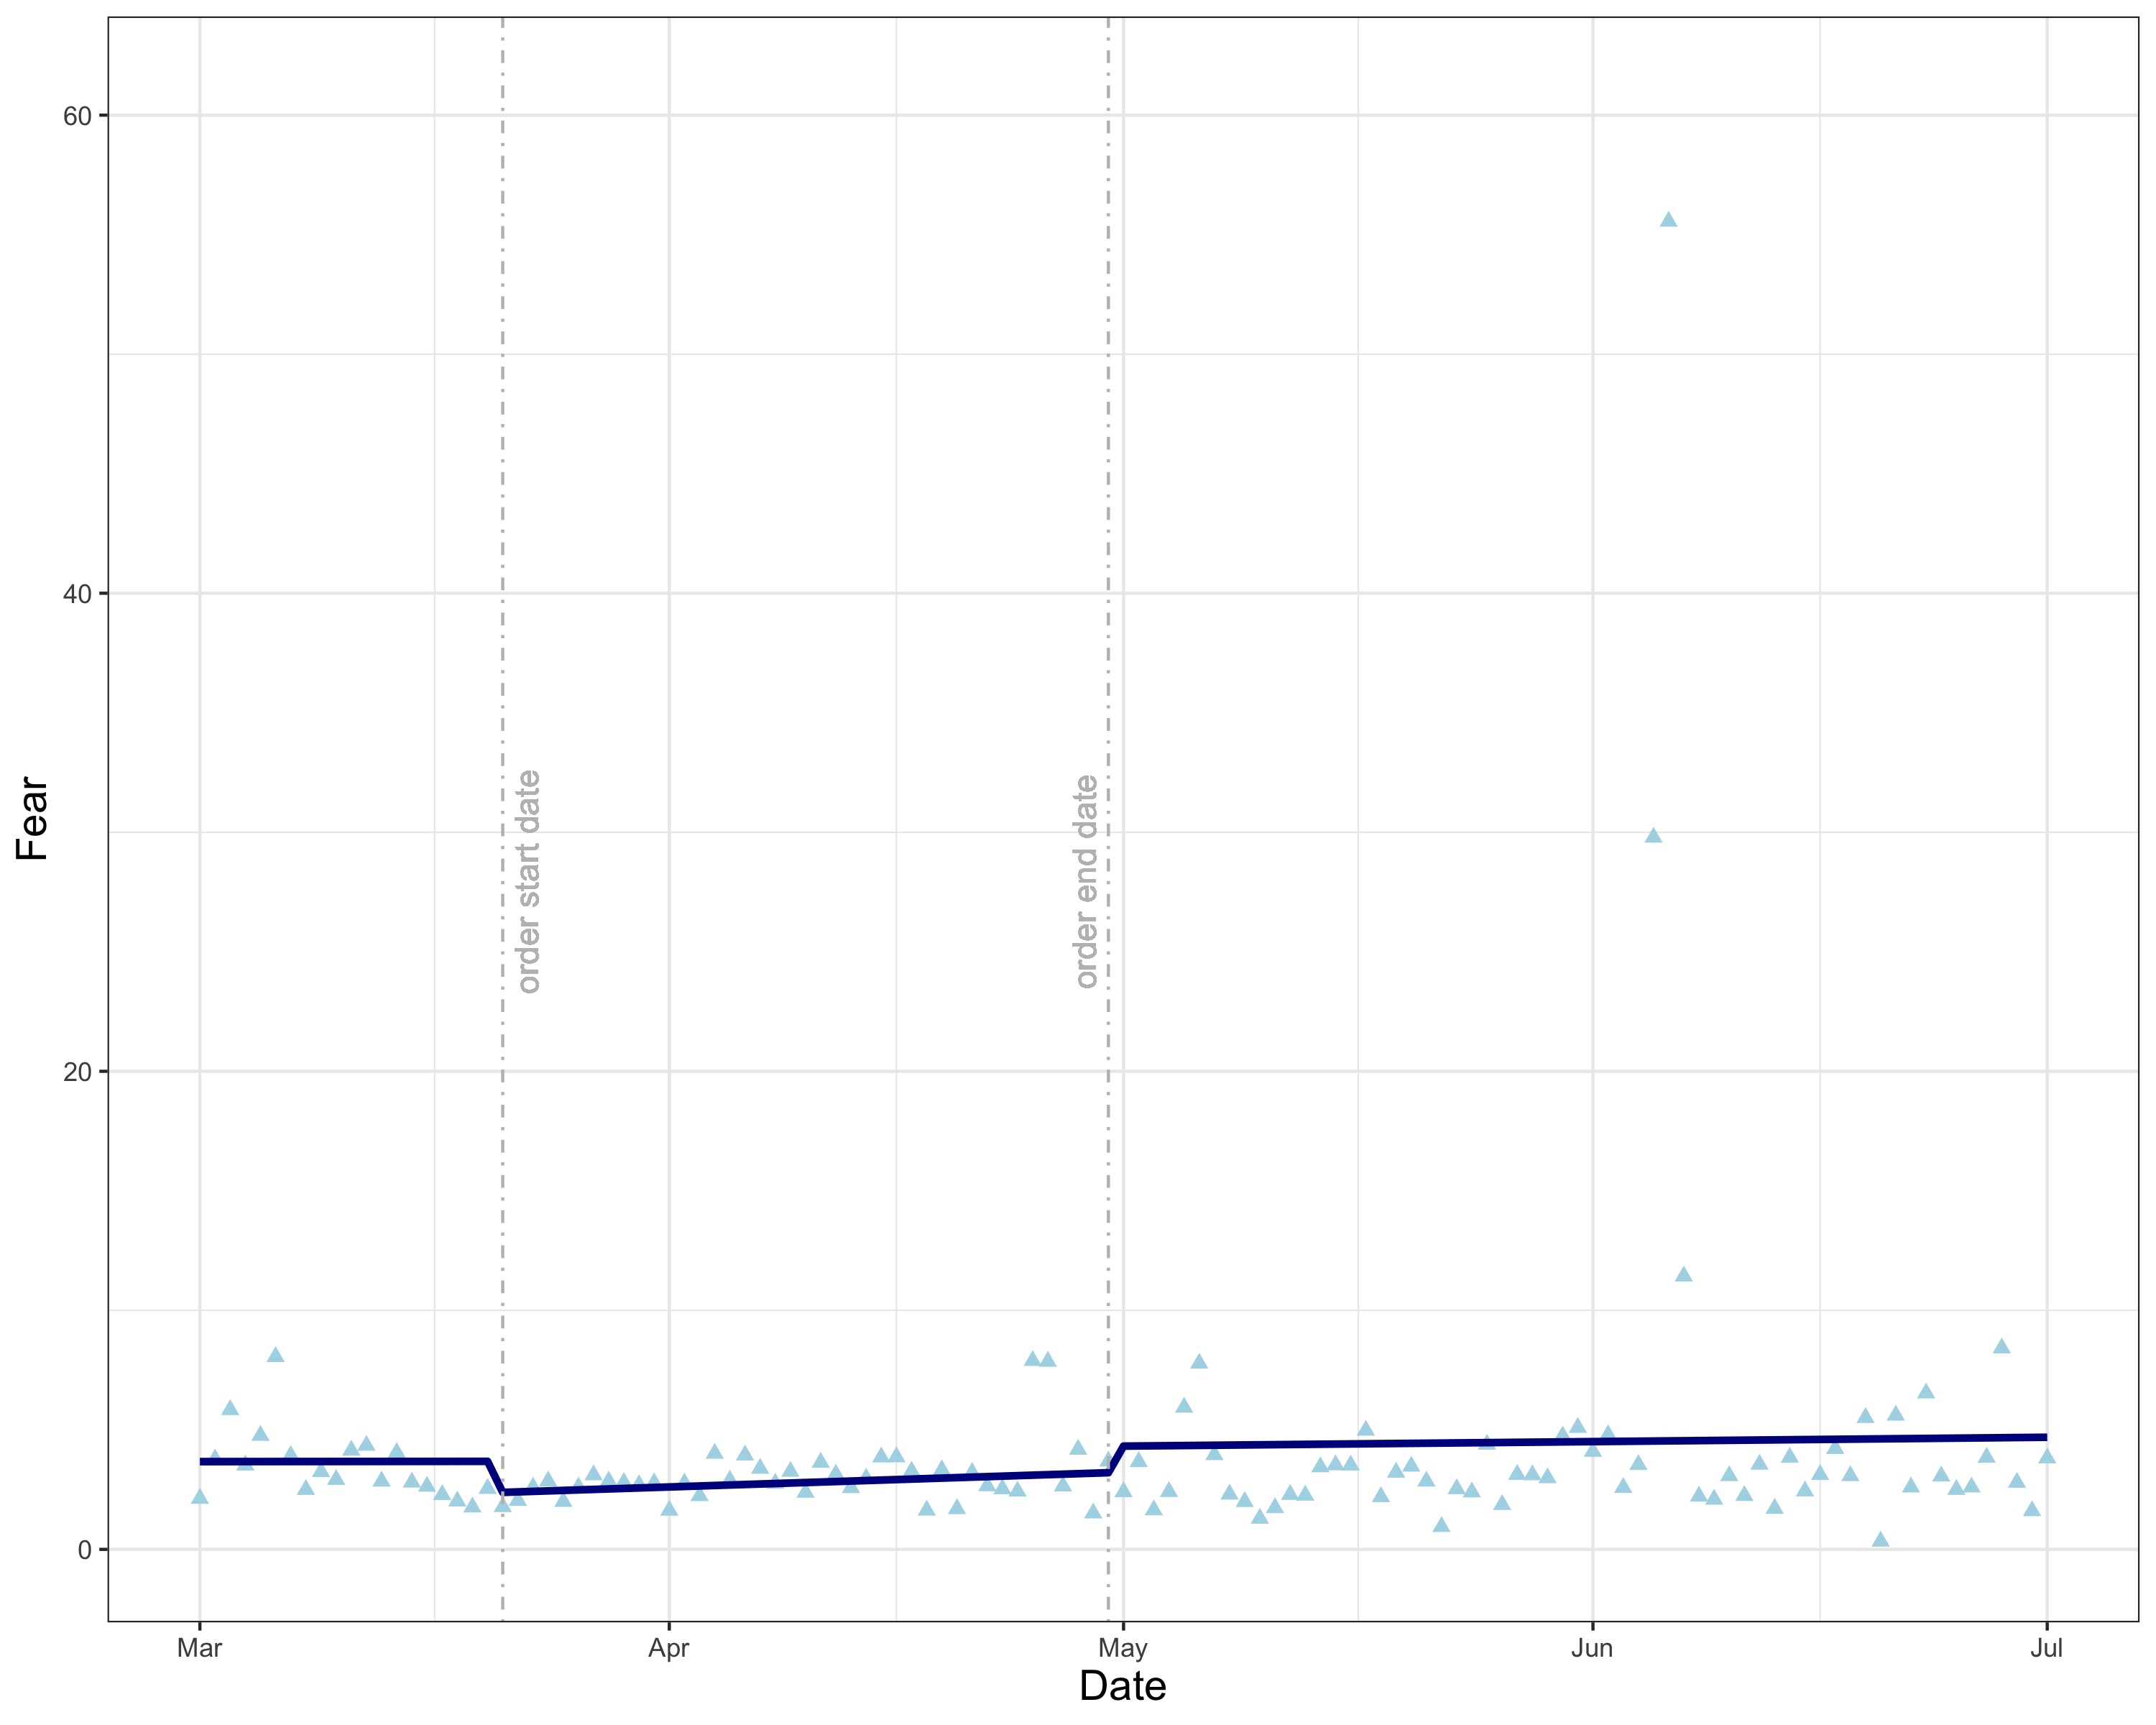 60
40
20
0
Fear
order start date
order end date
Mar
Apr
May
Jun
Jul
Date